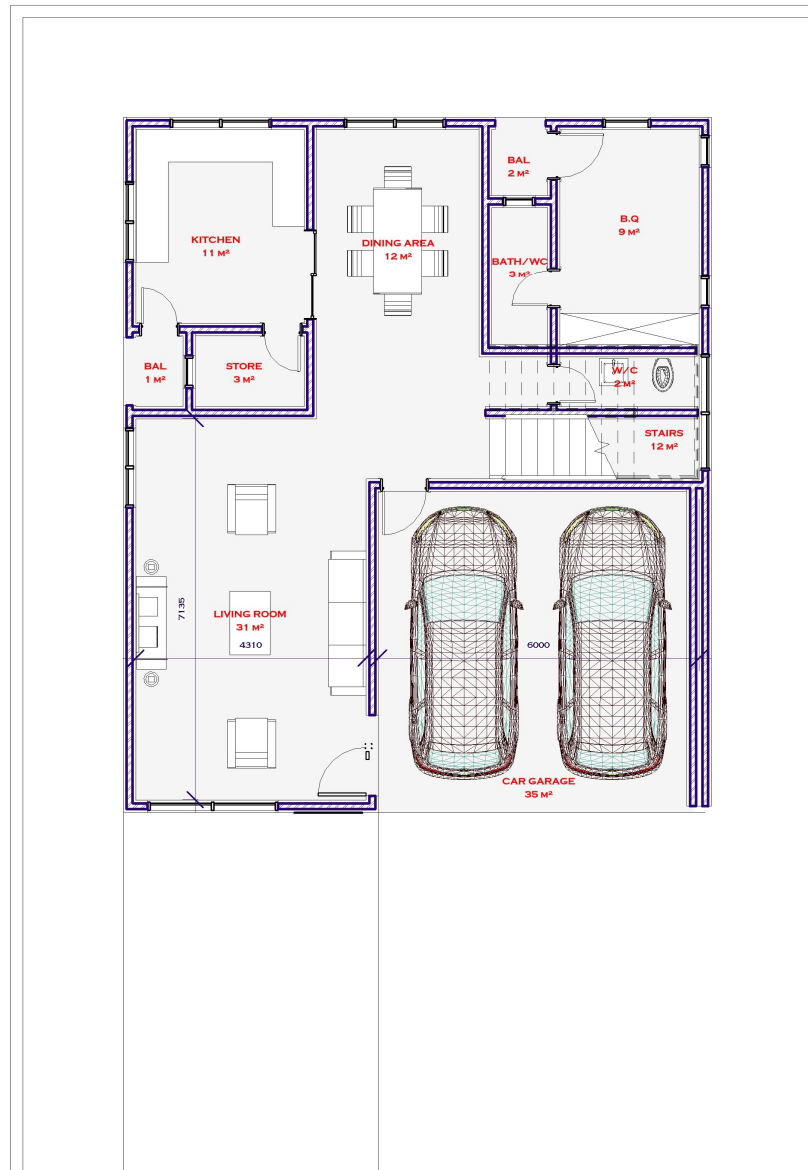 BAL
2 M²
B.Q
9 M²
KITCHEN
11 M²
DINING AREA
12 M²
BATH/WC
3 M²
BAL
1 M²
STORE
3 M²
W/C
2 M²
STAIRS
12 M²
7135
LIVING ROOM
31 M²
4310
6000
CAR GARAGE
35 M²